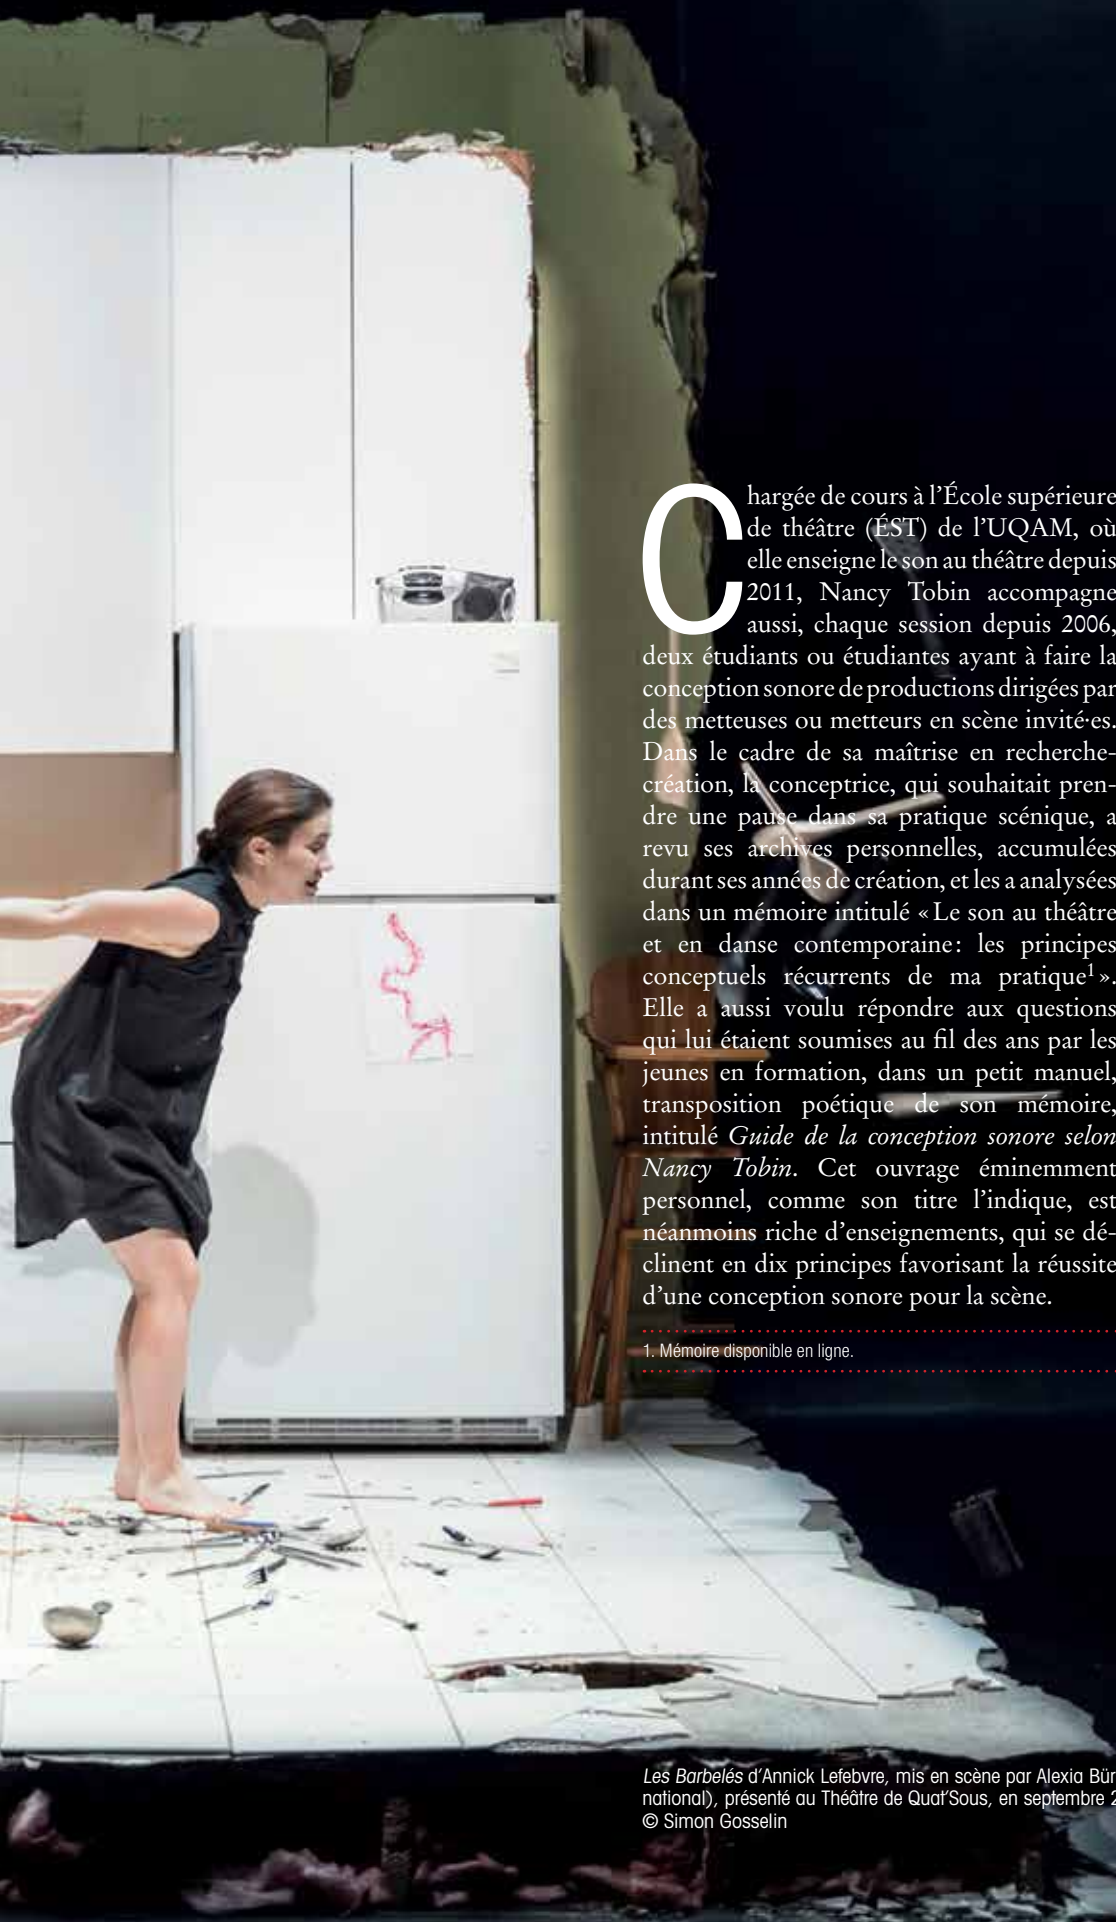 Chargée de cours à l'École supérieure
de théâtre (ÉST) de l'UQAM, où
elle enseigne le son au théâtre depuis
2011, Nancy Tobin accompagne
aussi, chaque session depuis 2006,
deux étudiants ou étudiantes ayant à faire la
conception sonore de productions dirigées par
des metteuses ou metteurs en scène invité·es.
Dans le cadre de sa maîtrise en recherche-
création, la conceptrice, qui souhaitait pren-
dre une pause dans sa pratique scénique, a
revu ses archives personnelles, accumulées
durant ses années de création, et les a analysées
dans un mémoire intitulé « Le son au théâtre
et en danse contemporaine : les principes
conceptuels récurrents de ma pratique¹ ».
Elle a aussi voulu répondre aux questions
qui lui étaient soumises au fil des ans par les
jeunes en formation, dans un petit manuel,
transposition poétique de son mémoire,
intitulé Guide de la conception sonore selon
Nancy Tobin. Cet ouvrage éminemment
personnel, comme son titre l'indique, est
néanmoins riche d'enseignements, qui se dé-
clinent en dix principes favorisant la réussite
d'une conception sonore pour la scène.
1. Mémoire disponible en ligne.
Les Barbelés d'Annick Lefebvre, mis en scène par Alexia Bür
national), présenté au Théâtre de Quat'Sous, en septembre 2
© Simon Gosselin